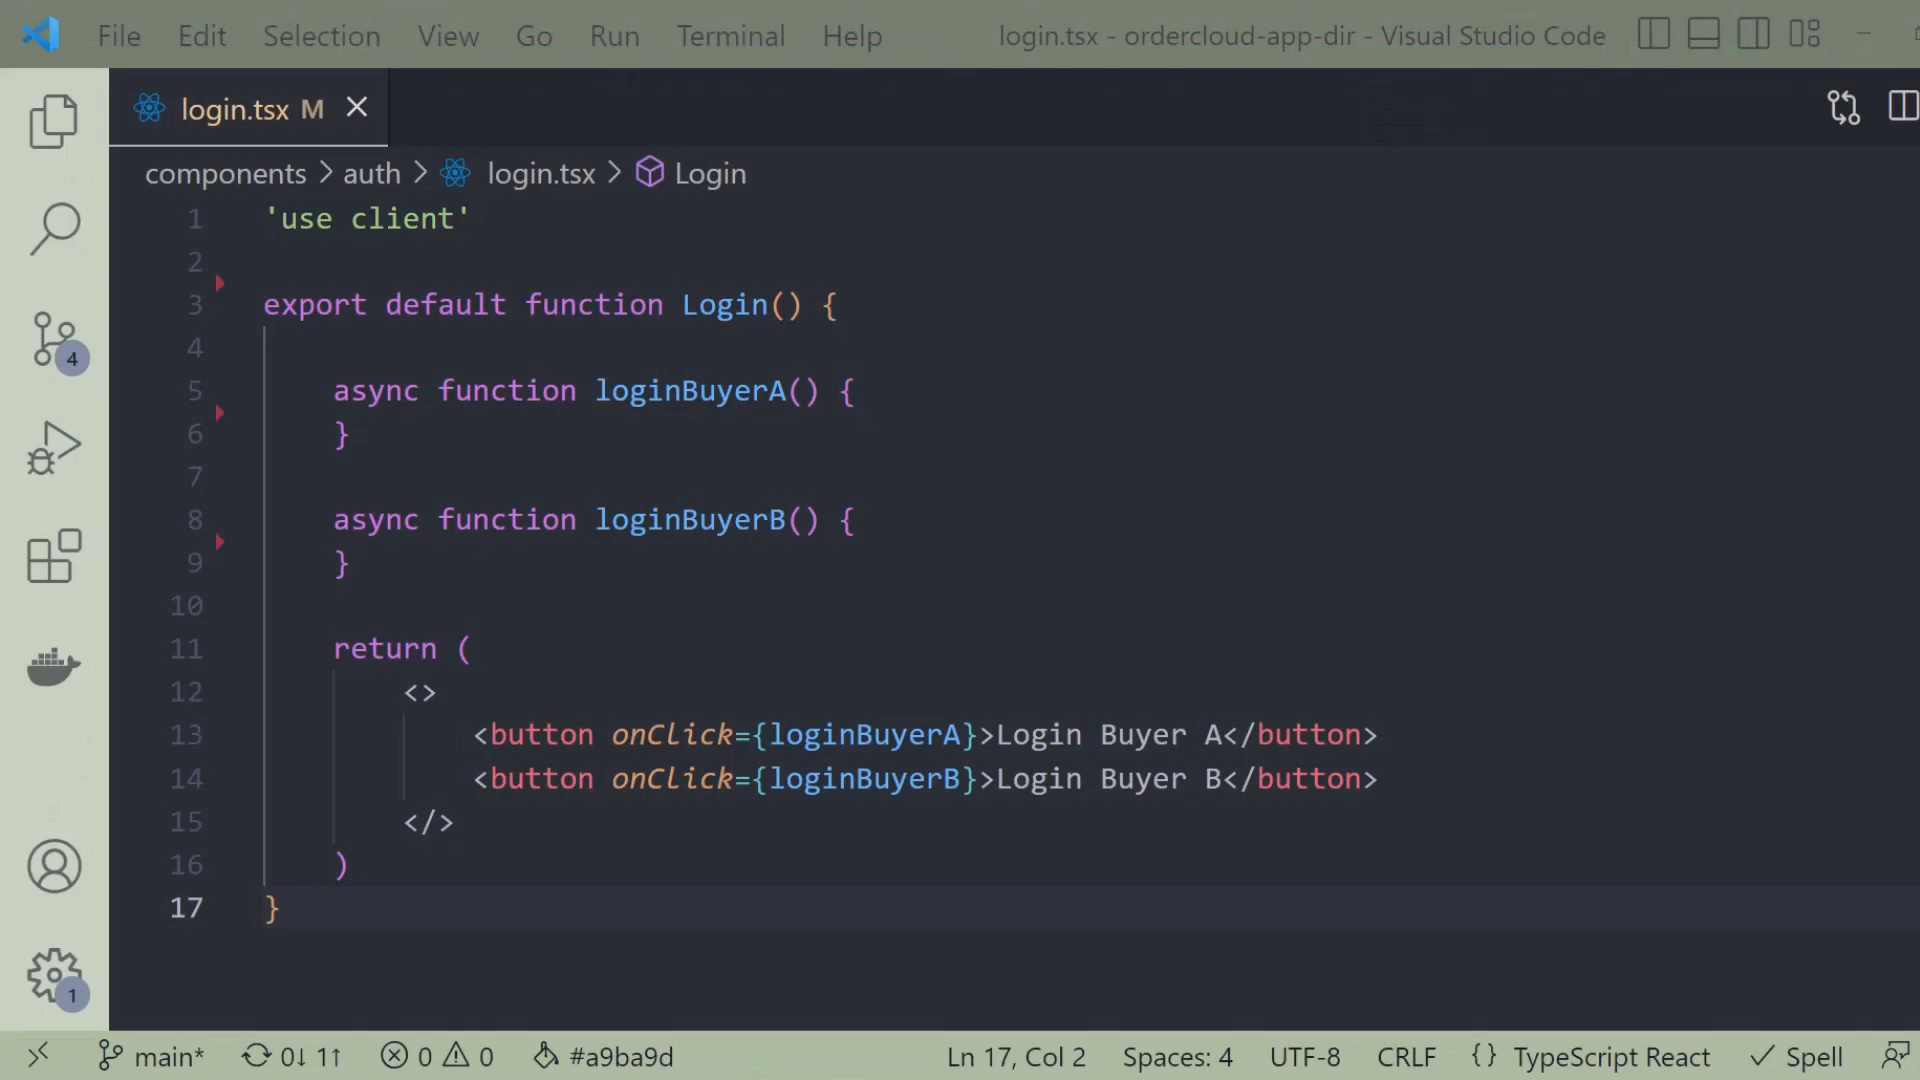 File Edit Selection View Go Run Terminal Help login.tsx - ordercloud-app-dir - Visual Studio Code
login.tsx M
components > auth > login.tsx > Login
1 'use client'
2
3 export default function Login() {
4
5 async function loginBuyerA() {
6 }
7
8 async function loginBuyerB() {
9 }
10
11 return (
12 <>
13 <button onClick={loginBuyerA}>Login Buyer A</button>
14 <button onClick={loginBuyerB}>Login Buyer B</button>
15 </>
16 )
17 }
4
1
main* 0↓ 1↑ 0 0 #a9ba9d Ln 17, Col 2 Spaces: 4 UTF-8 CRLF {} TypeScript React Spell